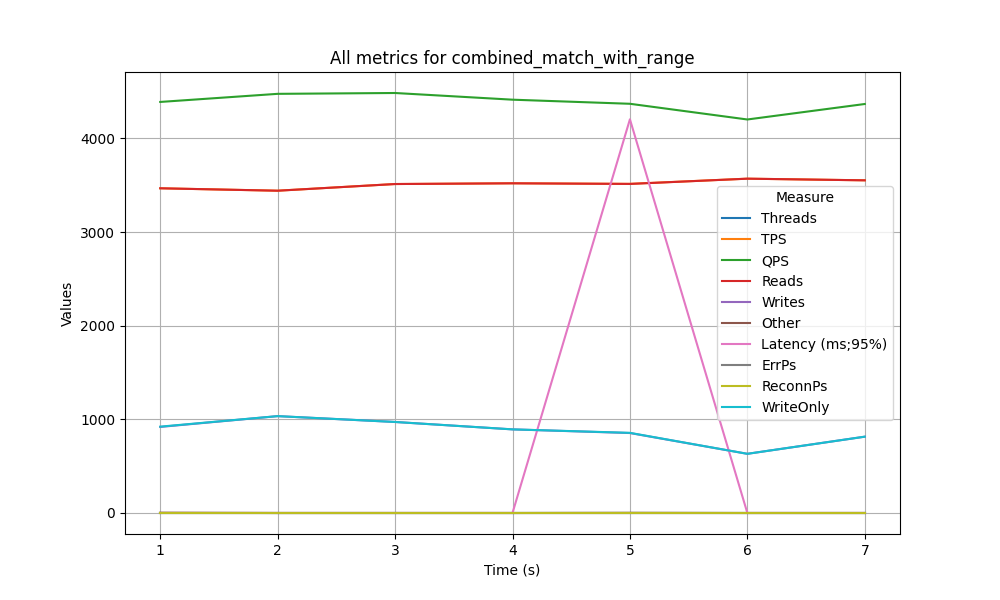 All metrics for combined_match_with_range
Values
4000
3000
2000
1000
0
1 2 3 4 5 6 7
Time (s)
Measure
Threads
TPS
QPS
Reads
Writes
Other
Latency (ms;95%)
ErrPs
ReconnPs
WriteOnly